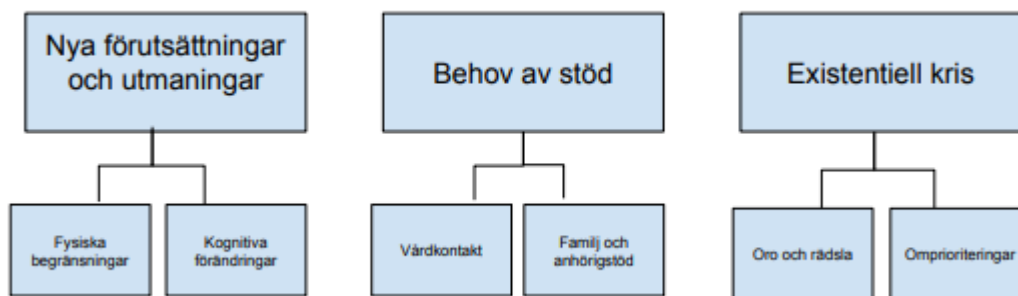 Nya förutsättningar
och utmaningar
Behov av stöd
Existentiell kris
Fysiska
begränsningar
Kognitiva
förändringar
Vårdkontakt
Familj och
anhörigstöd
Oro och rädsla
Omprioriteringar